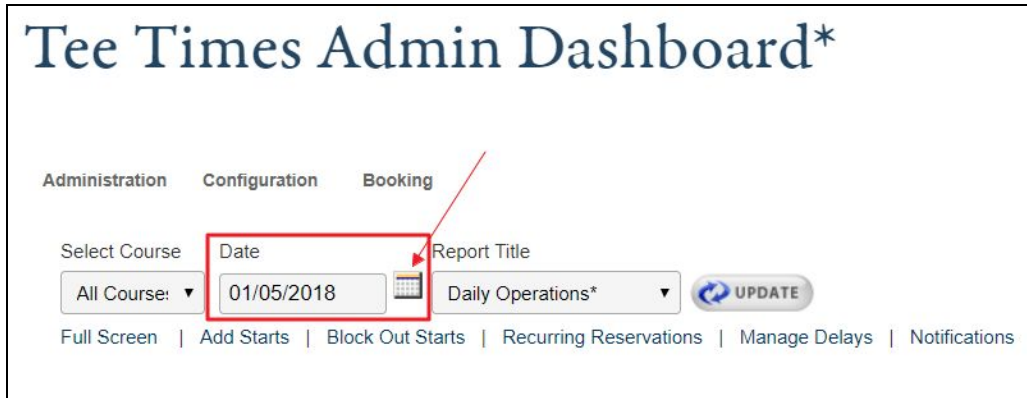 Tee Times Admin Dashboard*
Administration Configuration Booking
Select Course Date Report Title
All Course: 01/05/2018 Daily Operations* UPDATE
Full Screen | Add Starts | Block Out Starts | Recurring Reservations | Manage Delays | Notifications